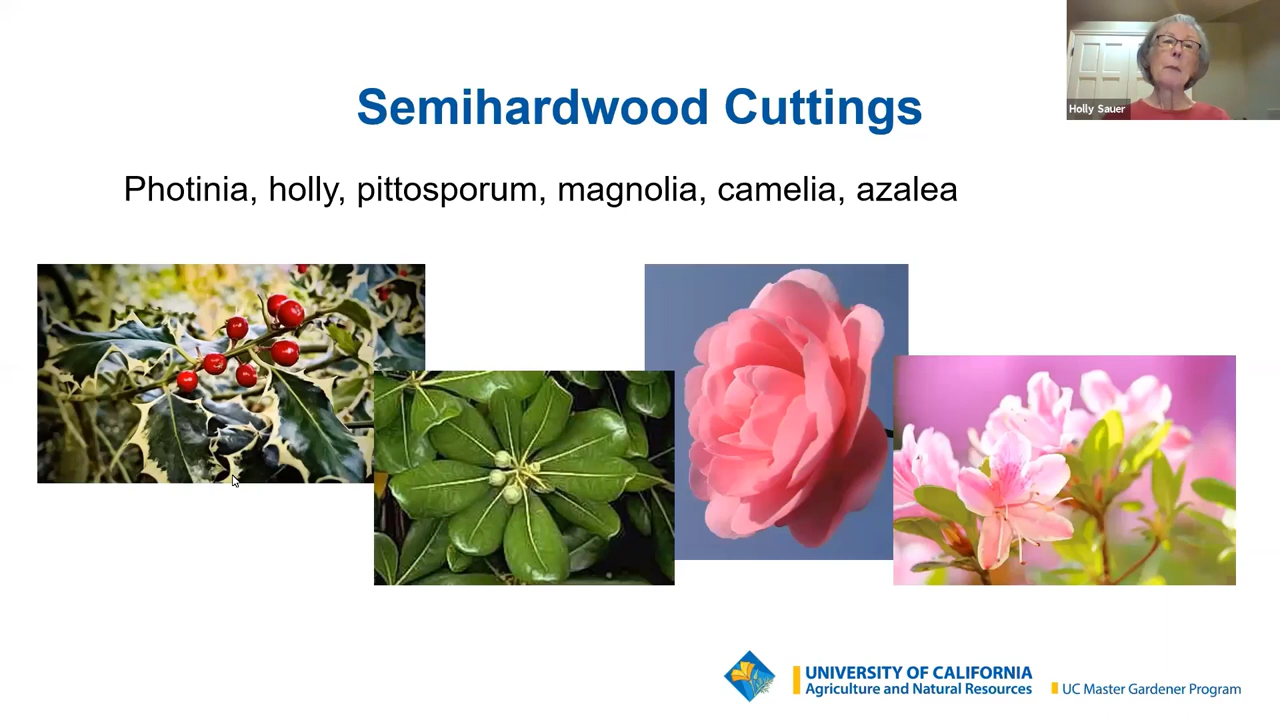 Holly Sauer
Semihardwood Cuttings
Photinia, holly, pittosporum, magnolia, camelia, azalea
UNIVERSITY OF CALIFORNIA
Agriculture and Natural Resources
UC Master Gardener Program